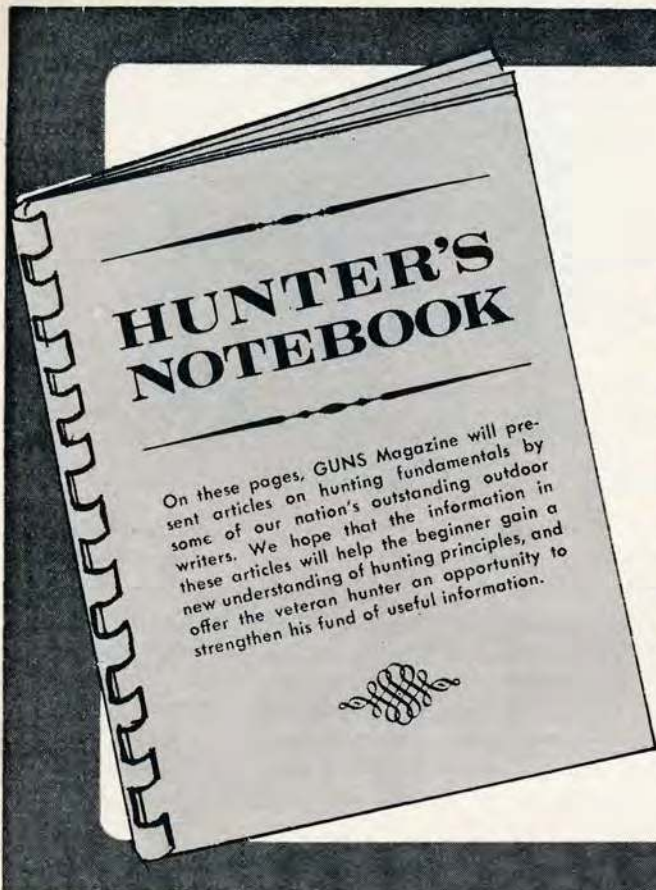 HUNTER'S
NOTEBOOK
On these pages, GUNS Magazine will pre-
sent articles on hunting fundamentals by
some of our nation's outstanding outdoor
writers. We hope that the information in
these articles will help the beginner gain a
new understanding of hunting principles, and
offer the veteran hunter an opportunity to
strengthen his fund of useful information.